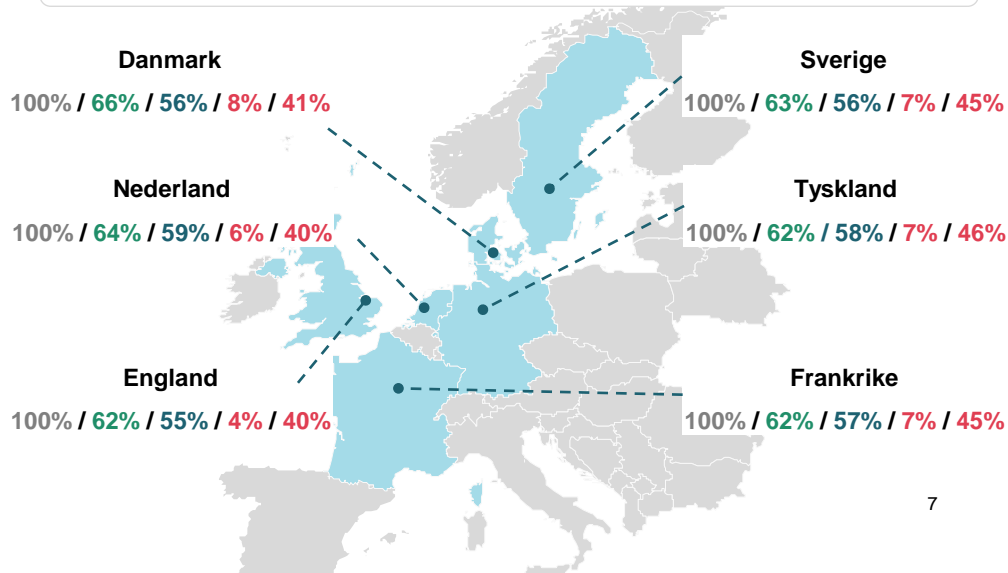 Danmark
100% / 66% / 56% / 8% / 41%
Sverige
100% / 63% / 56% / 7% / 45%
Nederland
100% / 64% / 59% / 6% / 40%
Tyskland
100% / 62% / 58% / 7% / 46%
England
100% / 62% / 55% / 4% / 40%
Frankrike
100% / 62% / 57% / 7% / 45%
7